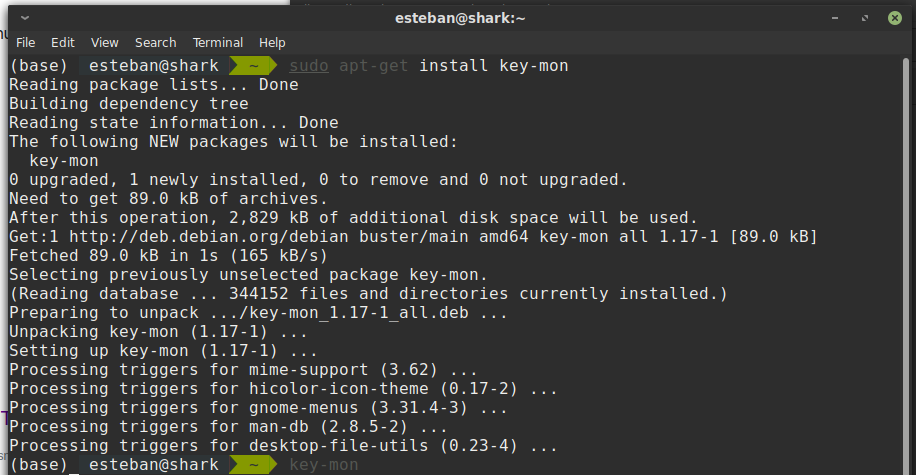 esteban@shark:~
File Edit View Search Terminal Help
(base) esteban@shark ~ sudo apt-get install key-mon
Reading package lists... Done
Building dependency tree
Reading state information... Done
The following NEW packages will be installed:
  key-mon
0 upgraded, 1 newly installed, 0 to remove and 0 not upgraded.
Need to get 89.0 kB of archives.
After this operation, 2,829 kB of additional disk space will be used.
Get:1 http://deb.debian.org/debian buster/main amd64 key-mon all 1.17-1 [89.0 kB]
Fetched 89.0 kB in 1s (165 kB/s)
Selecting previously unselected package key-mon.
(Reading database ... 344152 files and directories currently installed.)
Preparing to unpack .../key-mon_1.17-1_all.deb ...
Unpacking key-mon (1.17-1) ...
Setting up key-mon (1.17-1) ...
Processing triggers for mime-support (3.62) ...
Processing triggers for hicolor-icon-theme (0.17-2) ...
Processing triggers for gnome-menus (3.31.4-3) ...
Processing triggers for man-db (2.8.5-2) ...
Processing triggers for desktop-file-utils (0.23-4) ...
(base) esteban@shark ~ key-mon